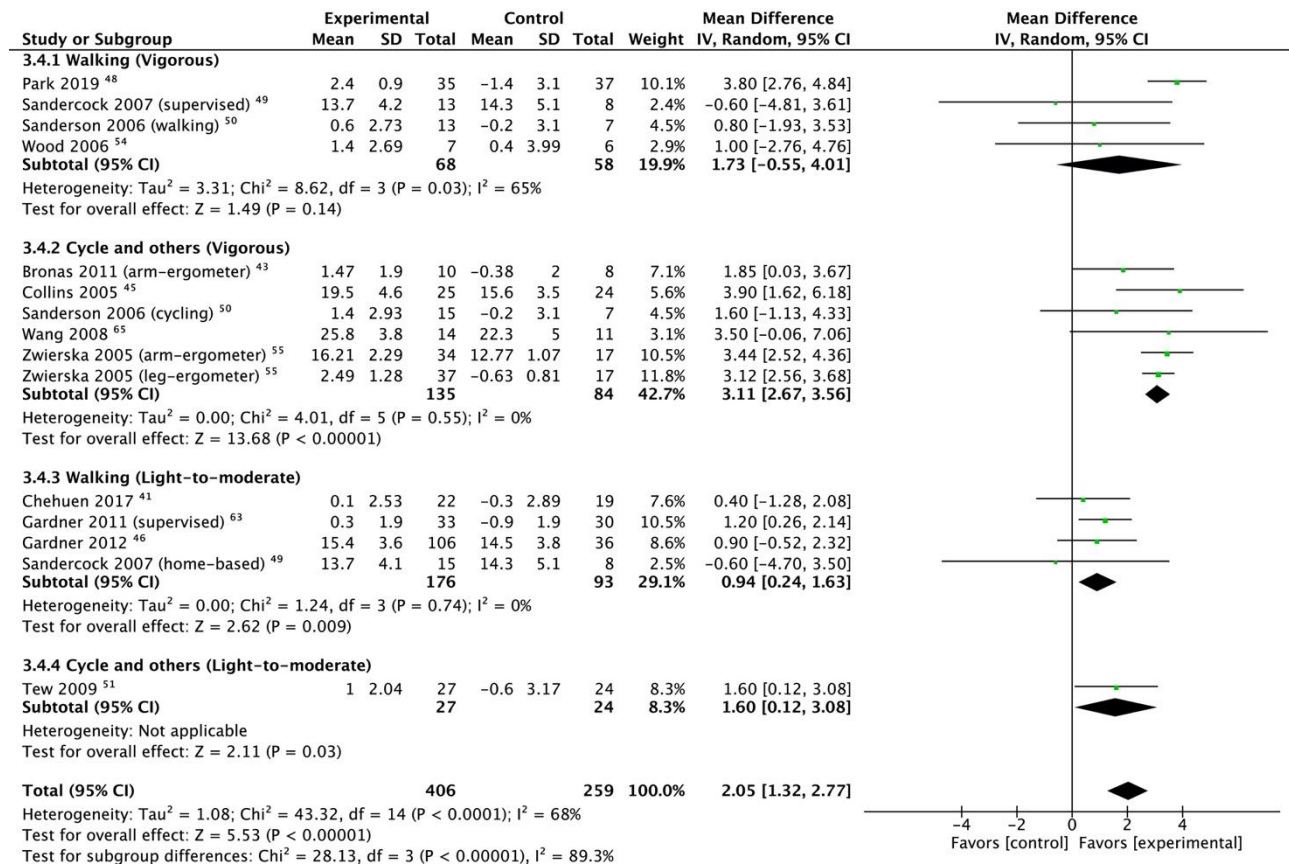 Experimental Control Mean Difference Mean Difference
Study or Subgroup Mean SD Total Mean SD Total Weight IV, Random, 95% CI IV, Random, 95% CI
3.4.1 Walking (Vigorous)
Park 2019 48 2.4 0.9 35 -1.4 3.1 37 10.1% 3.80 [2.76, 4.84]
Sandercock 2007 (supervised) 49 13.7 4.2 13 14.3 5.1 8 2.4% -0.60 [-4.81, 3.61]
Sanderson 2006 (walking) 50 0.6 2.73 13 -0.2 3.1 7 4.5% 0.80 [-1.93, 3.53]
Wood 2006 54 1.4 2.69 7 0.4 3.99 6 2.9% 1.00 [-2.76, 4.76]
Subtotal (95% CI) 68 58 19.9% 1.73 [-0.55, 4.01]
Heterogeneity: Tau² = 3.31; Chi² = 8.62, df = 3 (P = 0.03); I² = 65%
Test for overall effect: Z = 1.49 (P = 0.14)
3.4.2 Cycle and others (Vigorous)
Bronas 2011 (arm-ergometer) 43 1.47 1.9 10 -0.38 2 8 7.1% 1.85 [0.03, 3.67]
Collins 2005 45 19.5 4.6 25 15.6 3.5 24 5.6% 3.90 [1.62, 6.18]
Sanderson 2006 (cycling) 50 1.4 2.93 15 -0.2 3.1 7 4.5% 1.60 [-1.13, 4.33]
Wang 2008 65 25.8 3.8 14 22.3 5 11 3.1% 3.50 [-0.06, 7.06]
Zwierska 2005 (arm-ergometer) 55 16.21 2.29 34 12.77 1.07 17 10.5% 3.44 [2.52, 4.36]
Zwierska 2005 (leg-ergometer) 55 2.49 1.28 37 -0.63 0.81 17 11.8% 3.12 [2.56, 3.68]
Subtotal (95% CI) 135 84 42.7% 3.11 [2.67, 3.56]
Heterogeneity: Tau² = 0.00; Chi² = 4.01, df = 5 (P = 0.55); I² = 0%
Test for overall effect: Z = 13.68 (P < 0.00001)
3.4.3 Walking (Light-to-moderate)
Chehuen 2017 41 0.1 2.53 22 -0.3 2.89 19 7.6% 0.40 [-1.28, 2.08]
Gardner 2011 (supervised) 63 0.3 1.9 33 -0.9 1.9 30 10.5% 1.20 [0.26, 2.14]
Gardner 2012 46 15.4 3.6 106 14.5 3.8 36 8.6% 0.90 [-0.52, 2.32]
Sandercock 2007 (home-based) 49 13.7 4.1 15 14.3 5.1 8 2.5% -0.60 [-4.70, 3.50]
Subtotal (95% CI) 176 93 29.1% 0.94 [0.24, 1.63]
Heterogeneity: Tau² = 0.00; Chi² = 1.24, df = 3 (P = 0.74); I² = 0%
Test for overall effect: Z = 2.62 (P = 0.009)
3.4.4 Cycle and others (Light-to-moderate)
Tew 2009 51 1 2.04 27 -0.6 3.17 24 8.3% 1.60 [0.12, 3.08]
Subtotal (95% CI) 27 24 8.3% 1.60 [0.12, 3.08]
Heterogeneity: Not applicable
Test for overall effect: Z = 2.11 (P = 0.03)
Total (95% CI) 406 259 100.0% 2.05 [1.32, 2.77]
Heterogeneity: Tau² = 1.08; Chi² = 43.32, df = 14 (P < 0.0001); I² = 68%
Test for overall effect: Z = 5.53 (P < 0.00001)
Test for subgroup differences: Chi² = 28.13, df = 3 (P < 0.00001), I² = 89.3%
-4 -2 0 2 4
Favors [control] Favors [experimental]